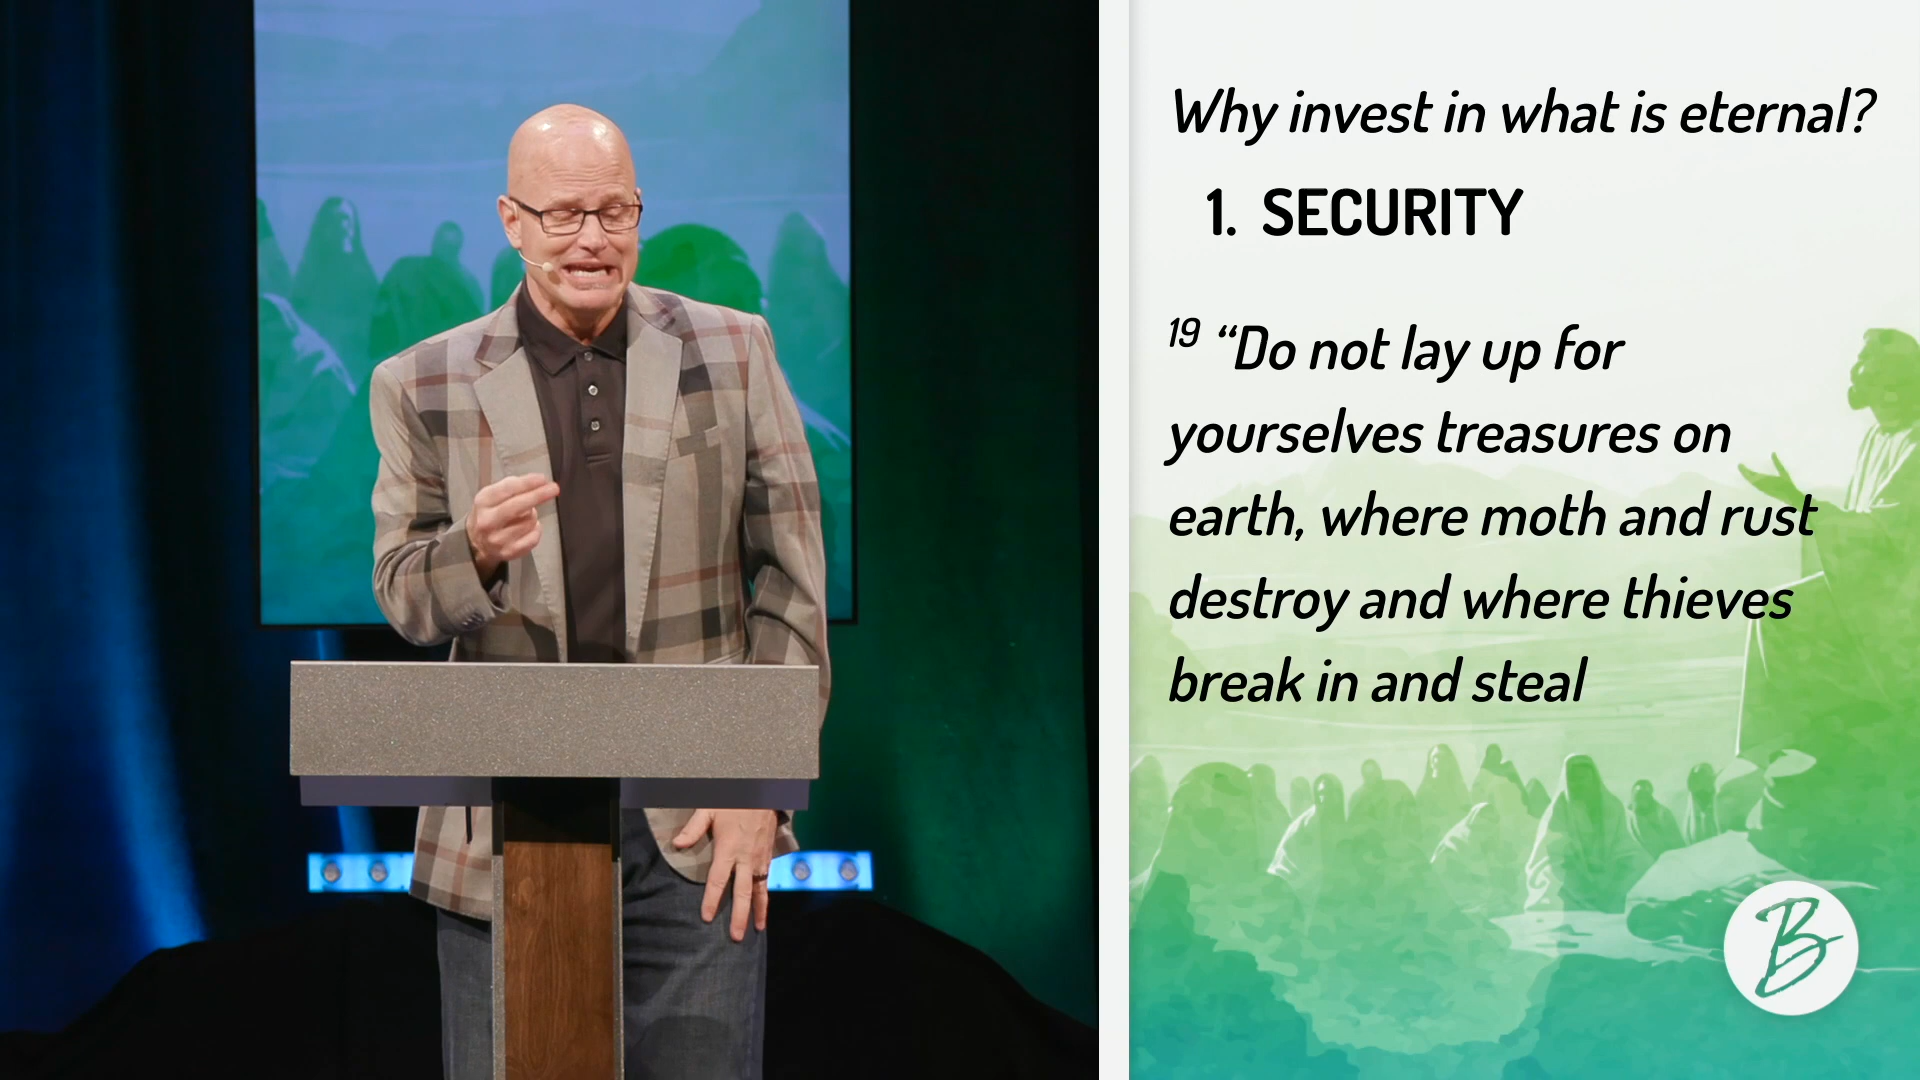 Why invest in what is eternal?
1. SECURITY
19 “Do not lay up for
yourselves treasures on
earth, where moth and rust
destroy and where thieves
break in and steal
B